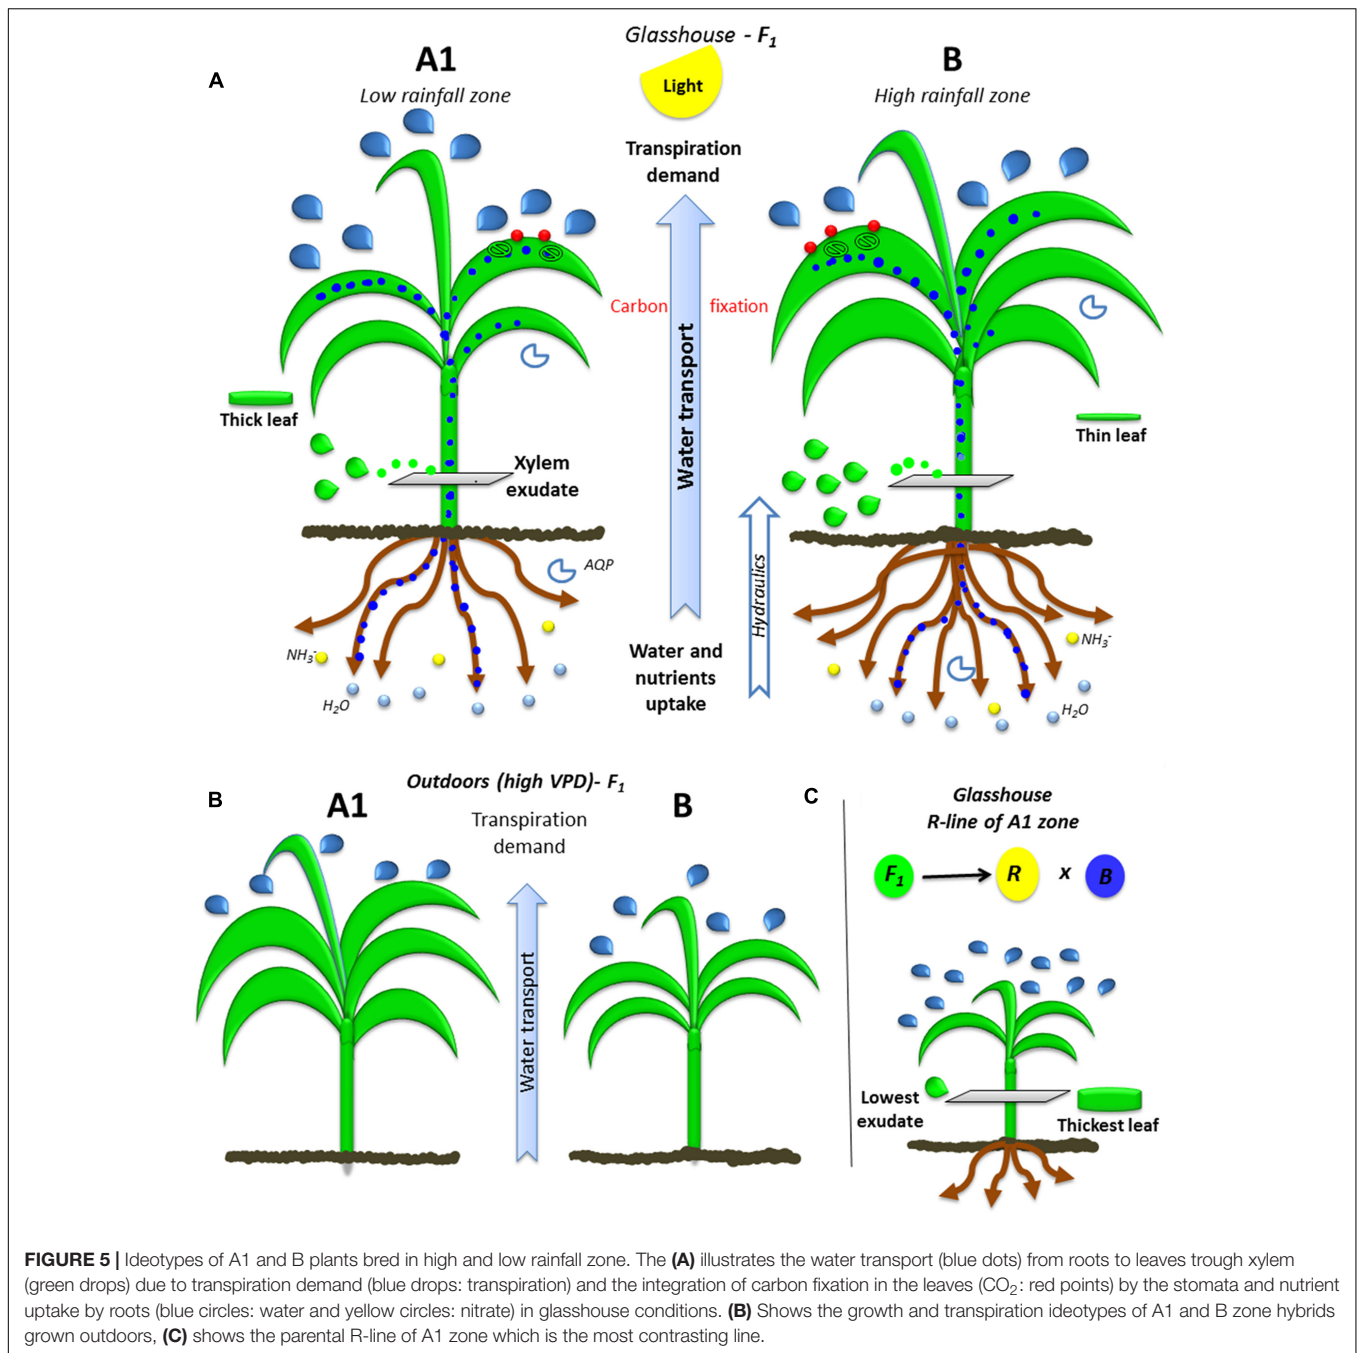 Glasshouse - F1
A
A1
B
Low rainfall zone
High rainfall zone
Light
Transpiration
demand
Carbon
fixation
Water transport
Thick leaf
Thin leaf
Xylem
exudate
AQP
Hydraulics
NH3-
NH3-
Water and
nutrients
uptake
H2O
H2O
B
Outdoors (high VPD)- F1
A1
B
Transpiration
demand
Water transport
C
Glasshouse
R-line of A1 zone
F1
R
x
B
Lowest
exudate
Thickest leaf
FIGURE 5 | Ideotypes of A1 and B plants bred in high and low rainfall zone. The (A) illustrates the water transport (blue dots) from roots to leaves trough xylem
(green drops) due to transpiration demand (blue drops: transpiration) and the integration of carbon fixation in the leaves (CO2: red points) by the stomata and nutrient
uptake by roots (blue circles: water and yellow circles: nitrate) in glasshouse conditions. (B) Shows the growth and transpiration ideotypes of A1 and B zone hybrids
grown outdoors, (C) shows the parental R-line of A1 zone which is the most contrasting line.